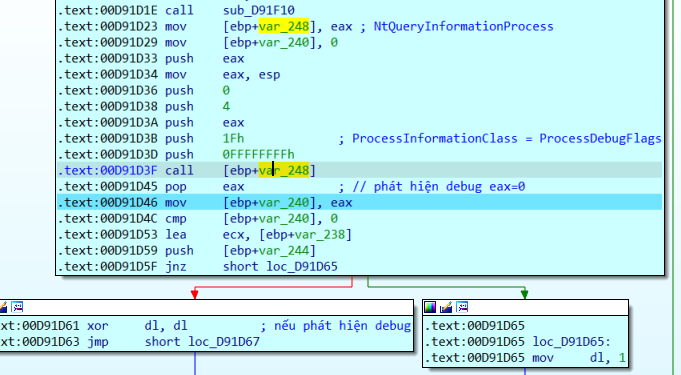 .text:00D91D1E call sub_D91F10
.text:00D91D23 mov [ebp+var_248], eax ; NtQueryInformationProcess
.text:00D91D29 mov [ebp+var_240], 0
.text:00D91D33 push eax
.text:00D91D34 mov eax, esp
.text:00D91D36 push 0
.text:00D91D38 push 4
.text:00D91D3A push eax
.text:00D91D3B push 1Fh ; ProcessInformationClass = ProcessDebugFlags
.text:00D91D3D push 0FFFFFFFFh
.text:00D91D3F call [ebp+var_248]
.text:00D91D45 pop eax ; // phát hiện debug eax=0
.text:00D91D46 mov [ebp+var_240], eax
.text:00D91D4C cmp [ebp+var_240], 0
.text:00D91D53 lea ecx, [ebp+var_238]
.text:00D91D59 push [ebp+var_244]
.text:00D91D5F jnz short loc_D91D65
xt:00D91D61 xor dl, dl ; nếu phát hiện debug
xt:00D91D63 jmp short loc_D91D67
.text:00D91D65
.text:00D91D65 loc_D91D65:
.text:00D91D65 mov dl, 1